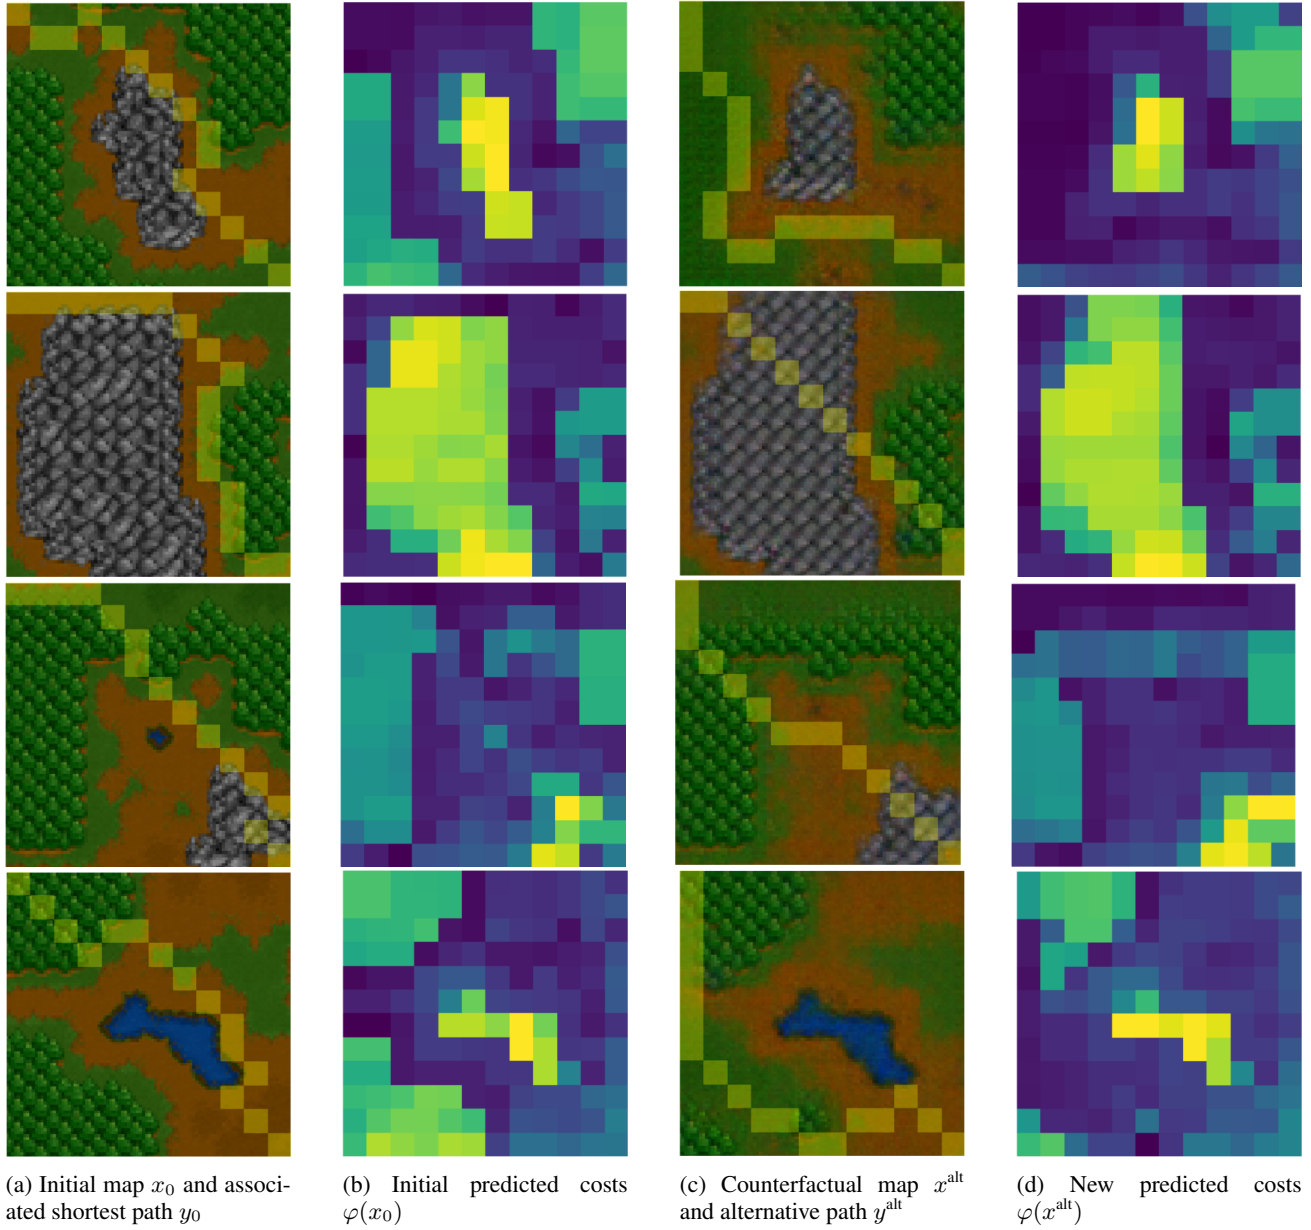 (a) Initial map x₀ and associ-
ated shortest path y₀
(b) Initial predicted costs
φ(x₀)
(c) Counterfactual map xᵃˡᵗ
and alternative path yᵃˡᵗ
(d) New predicted costs
φ(xᵃˡᵗ)